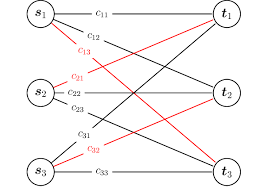 s₁ c₁₁ t₁
c₁₂
c₁₃
c₂₁
s₂ c₂₂ t₂
c₂₃
c₃₁
c₃₂
s₃ c₃₃ t₃